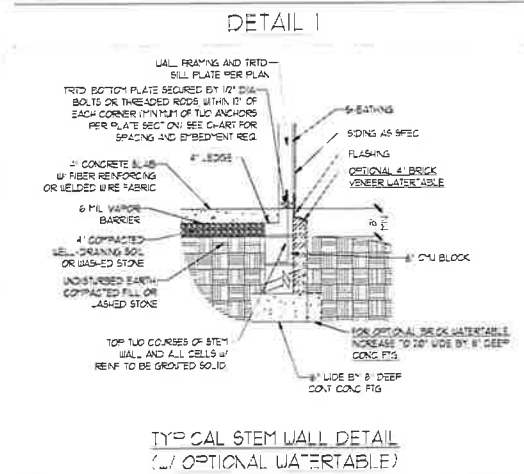 DETAIL 1
WALL FRAMING AND TRTD
SILL PLATE PER PLAN
TRTD BOTTOM PLATE SECURED BY 1/2" DIA
BOLTS OR THREADED RODS WITHIN 12" OF
EACH CORNER (MINIMUM OF TWO ANCHORS
PER PLATE SECTION) SEE CHART FOR
SPACING AND EMBEDMENT REQ.
4" LEDGE
4" CONCRETE SLAB
W/ FIBER REINFORCING
OR WELDED WIRE FABRIC
6 MIL VAPOR
BARRIER
4" COMPACTED
WELL-DRAINING SOIL
OR WASHED STONE
UNDISTURBED EARTH
COMPACTED FILL OR
WASHED STONE
TOP TWO COURSES OF STEM
WALL AND ALL CELLS W/
REINF TO BE GROUTED SOLID
SHEATHING
SIDING AS SPEC
FLASHING
OPTIONAL 4" BRICK
VENEER WATERTABLE
8"
MIN
8" CMU BLOCK
FOR OPTIONAL BRICK WATERTABLE
INCREASE TO 20" WIDE BY 8" DEEP
CONC FTG
WIDE BY 8" DEEP
CONT CONC FTG
TYPICAL STEM WALL DETAIL
(W/ OPTIONAL WATERTABLE)